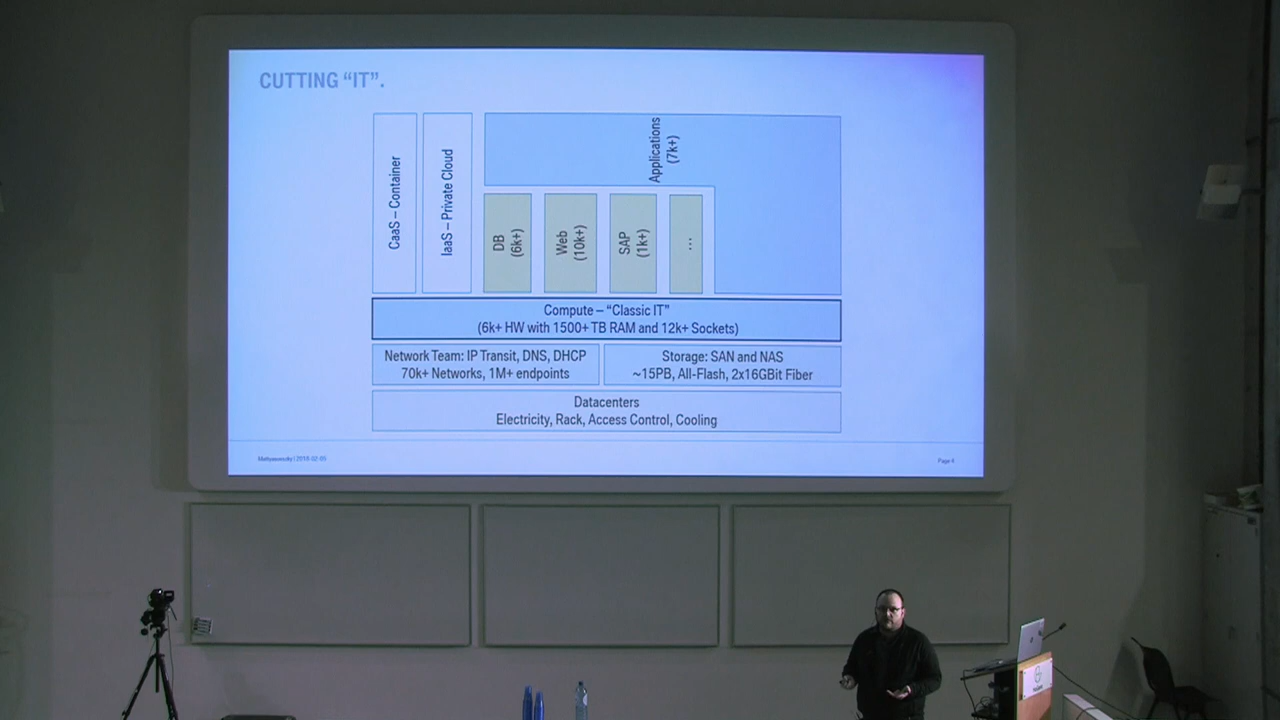 CUTTING “IT”.
CaaS – Container
IaaS – Private Cloud
Applications
(7k+)
DB
(6k+)
Web
(10k+)
SAP
(1k+)
...
Compute – “Classic IT”
(6k+ HW with 1500+ TB RAM and 12k+ Sockets)
Network Team: IP Transit, DNS, DHCP
70k+ Networks, 1M+ endpoints
Storage: SAN and NAS
~15PB, All-Flash, 2x16GBit Fiber
Datacenters
Electricity, Rack, Access Control, Cooling
Page 4